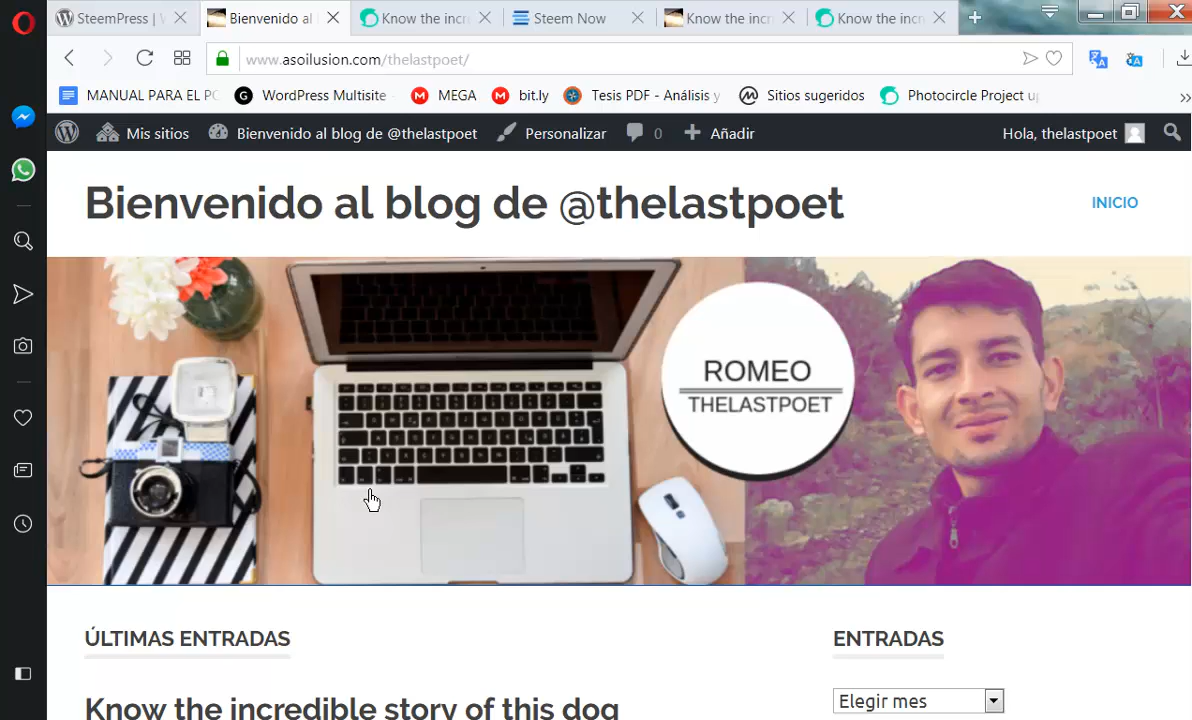 SteemPress | W
Bienvenido al
Know the incr
Steem Now
Know the incr
Know the incr
www.asoilusion.com/thelastpoet/
MANUAL PARA EL PC
WordPress Multisite
MEGA
bit.ly
Tesis PDF - Análisis y
Sitios sugeridos
Photocircle Project up
Mis sitios
Bienvenido al blog de @thelastpoet
Personalizar
0
Añadir
Hola, thelastpoet
Bienvenido al blog de @thelastpoet
INICIO
ROMEO
THELASTPOET
ÚLTIMAS ENTRADAS
ENTRADAS
Know the incredible story of this dog
Elegir mes